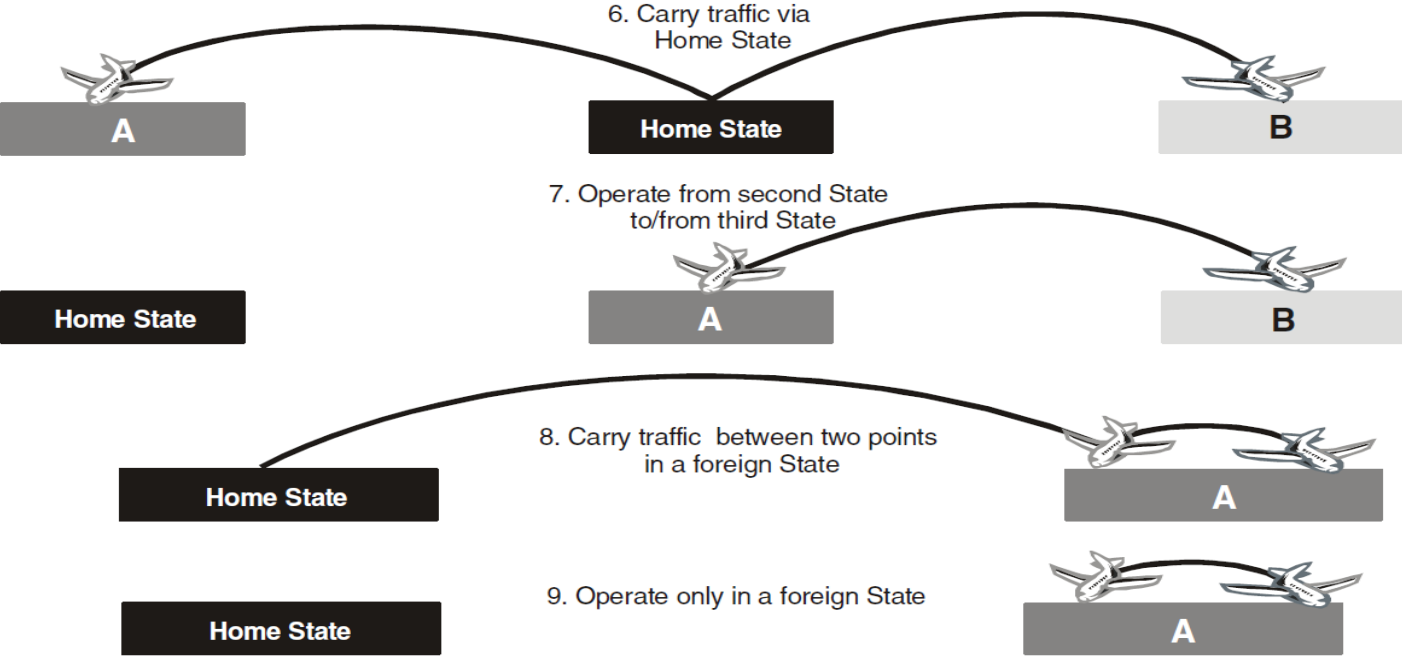 6. Carry traffic via
Home State
A
Home State
B
7. Operate from second State
to/from third State
Home State
A
B
8. Carry traffic between two points
in a foreign State
Home State
A
9. Operate only in a foreign State
Home State
A